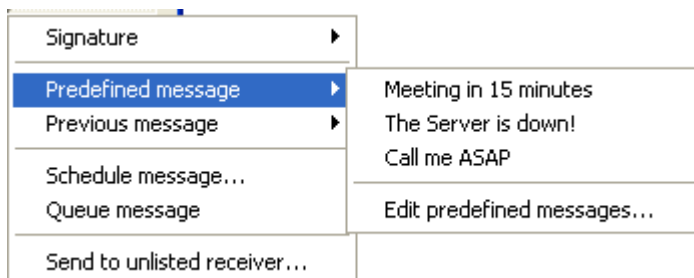 Signature
Predefined message
Previous message
Schedule message...
Queue message
Send to unlisted receiver...
Meeting in 15 minutes
The Server is down!
Call me ASAP
Edit predefined messages...